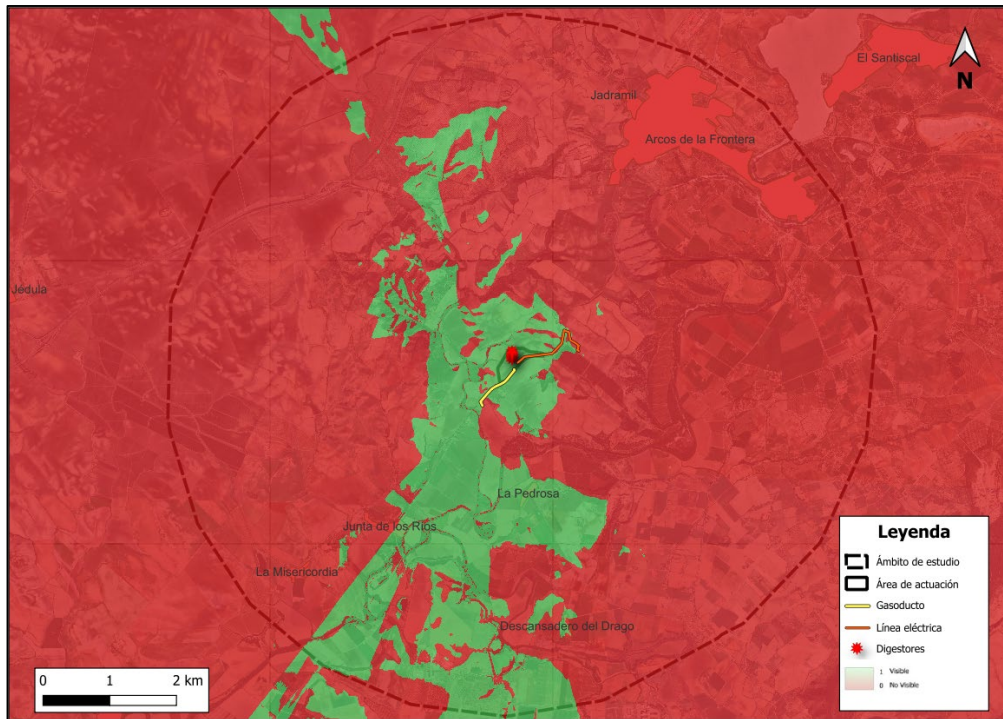 El Santiscal
N
Jadramil
Arcos de la Frontera
Jédula
La Pedrosa
Junta de los Ríos
La Misericordia
Descansadero del Drago
Leyenda
Ámbito de estudio
Área de actuación
Gasoducto
Línea eléctrica
Digestores
1 Visible
0 No Visible
0 1 2 km